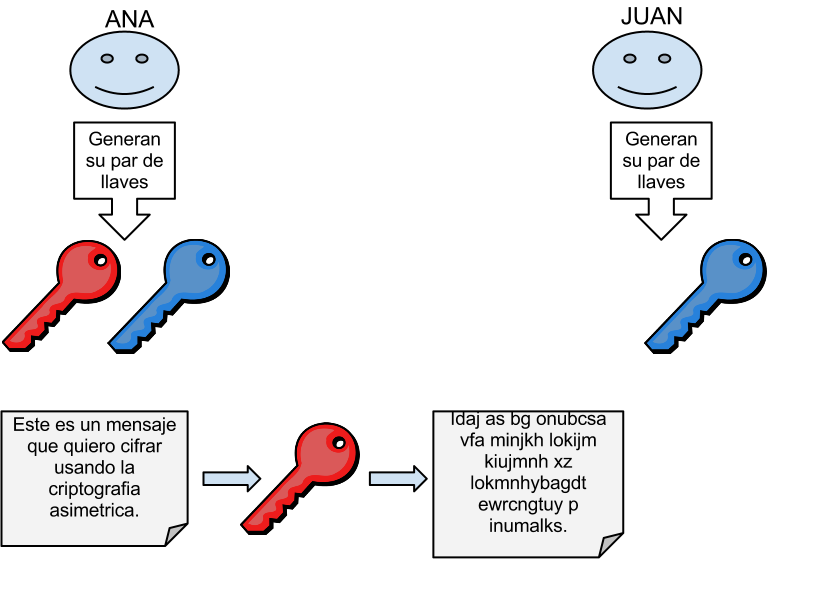 ANA
JUAN
Generan
su par de
llaves
Generan
su par de
llaves
Este es un mensaje
que quiero cifrar
usando la
criptografia
asimetrica.
Idaj as bg onubcsa
vfa minjkh lokijm
kiujmnh xz
lokmnhybagdt
ewrcngtuy p
inumalks.